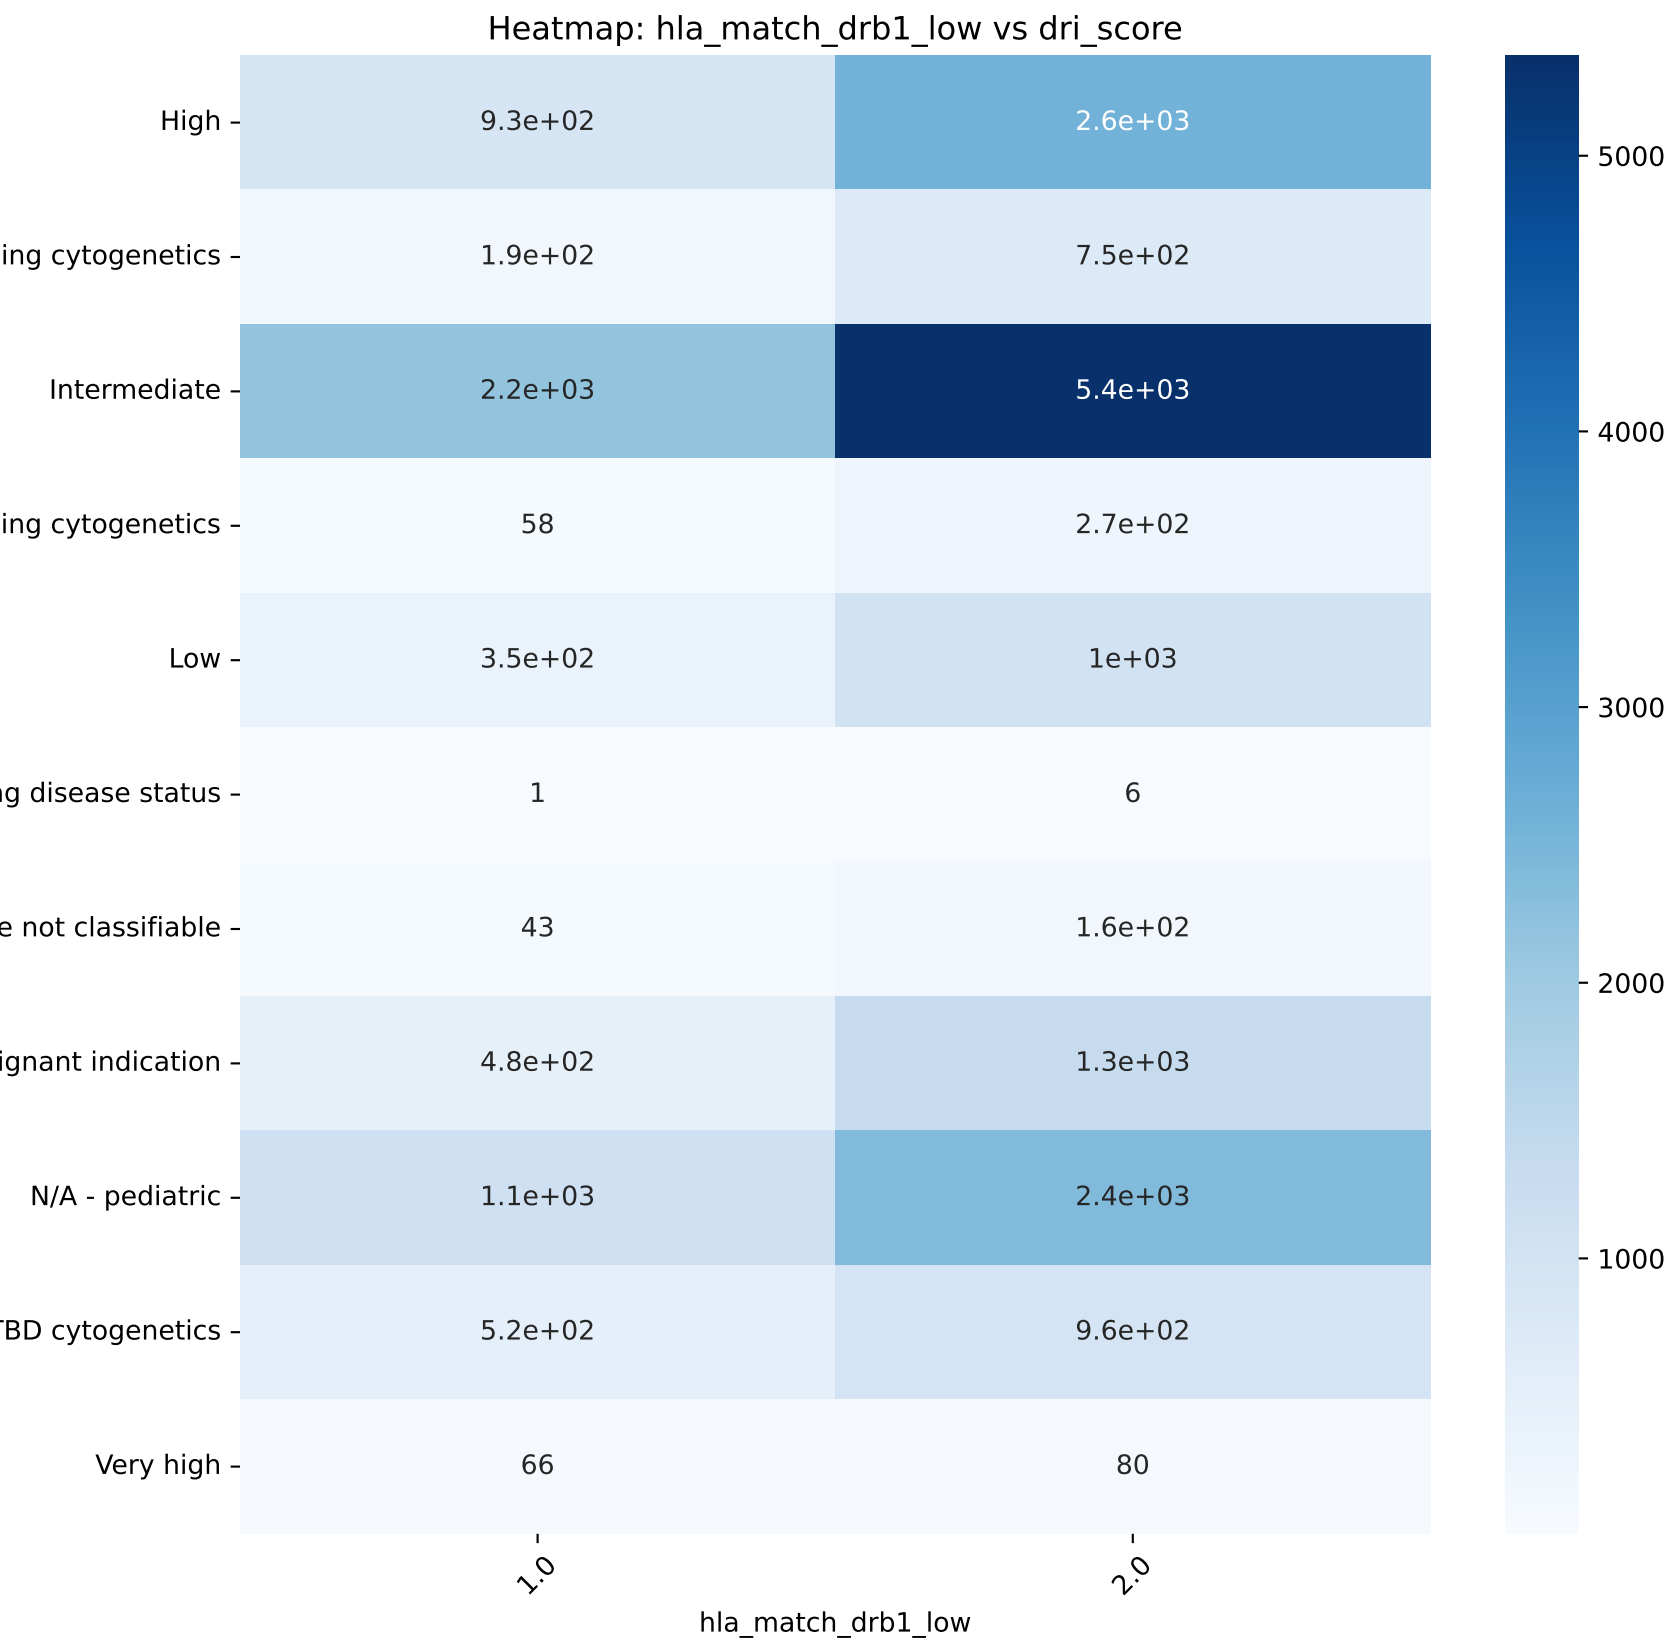 Heatmap: hla_match_drb1_low vs dri_score
High 9.3e+02 2.6e+03
ing cytogenetics 1.9e+02 7.5e+02
Intermediate 2.2e+03 5.4e+03
ing cytogenetics 58 2.7e+02
Low 3.5e+02 1e+03
disease status 1 6
not classifiable 43 1.6e+02
ignant indication 4.8e+02 1.3e+03
N/A - pediatric 1.1e+03 2.4e+03
TBD cytogenetics 5.2e+02 9.6e+02
Very high 66 80
1.0 2.0
hla_match_drb1_low
5000
4000
3000
2000
1000